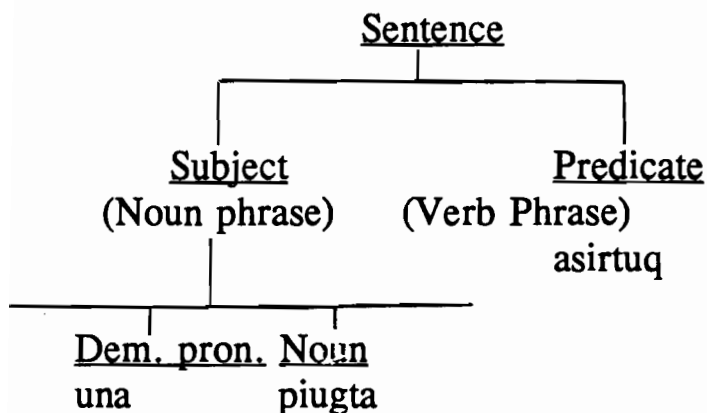 Sentence
Subject Predicate
(Noun phrase) (Verb Phrase)
asirtuq
Dem. pron. Noun
una piugta